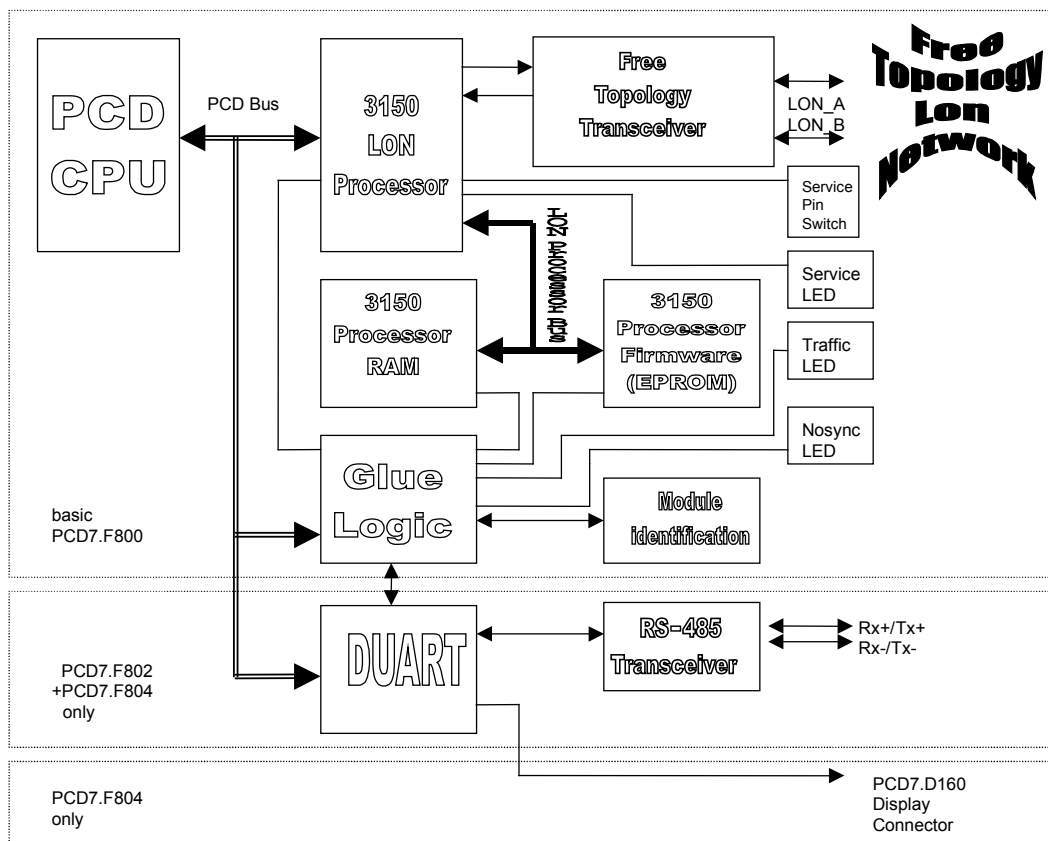 PCD
CPU
PCD Bus
3150
LON
Processor
Free
Topology
Transceiver
LON_A
LON_B
Free
Topology
Lon
Network
Service
Pin
Switch
Service
LED
3150
Processor
RAM
3150
Processor
Firmware
(EPROM)
Traffic
LED
Nosync
LED
Glue
Logic
Module
identification
basic
PCD7.F800
DUART
RS-485
Transceiver
Rx+/Tx+
Rx-/Tx-
PCD7.F802
+PCD7.F804
only
PCD7.F804
only
PCD7.D160
Display
Connector